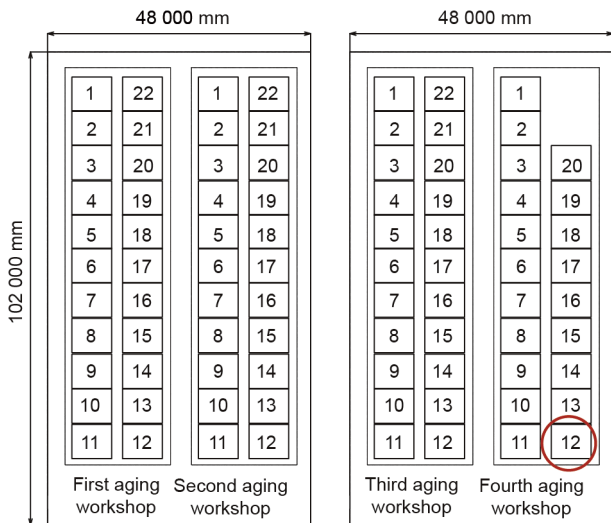 48 000 mm 48 000 mm
102 000 mm
1 22 1 22 1 22 1
2 21 2 21 2 21 2
3 20 3 20 3 20 3 20
4 19 4 19 4 19 4 19
5 18 5 18 5 18 5 18
6 17 6 17 6 17 6 17
7 16 7 16 7 16 7 16
8 15 8 15 8 15 8 15
9 14 9 14 9 14 9 14
10 13 10 13 10 13 10 13
11 12 11 12 11 12 11 12
First aging Second aging Third aging Fourth aging
workshop workshop workshop workshop